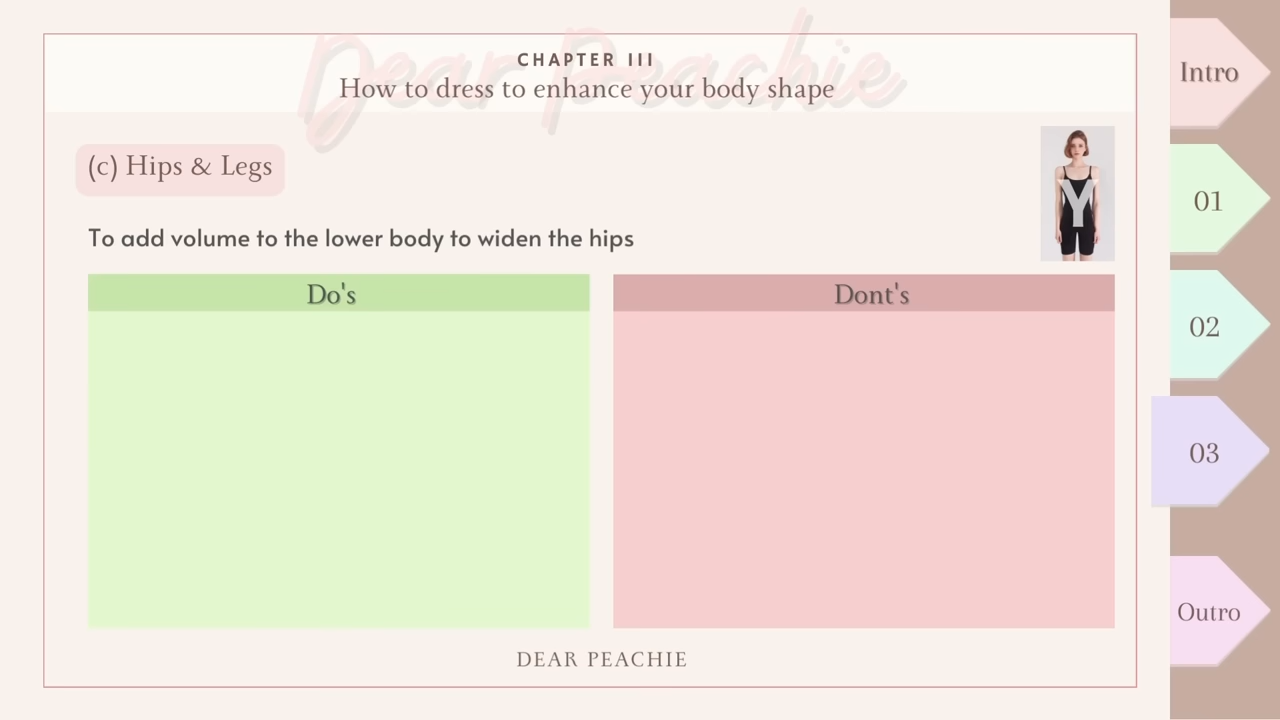 Dear Peachie
CHAPTER III
How to dress to enhance your body shape
(c) Hips & Legs
Y
To add volume to the lower body to widen the hips
Do's
Dont's
DEAR PEACHIE
Intro
01
02
03
Outro